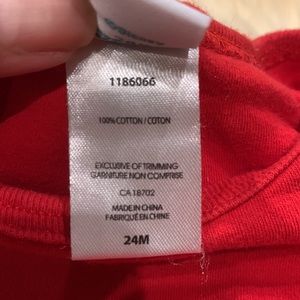 1186066
100% COTTON / COTON
EXCLUSIVE OF TRIMMING
GARNITURE NON COMPRISE
CA 18702
MADE IN CHINA
FABRIQUÉ EN CHINE
24M